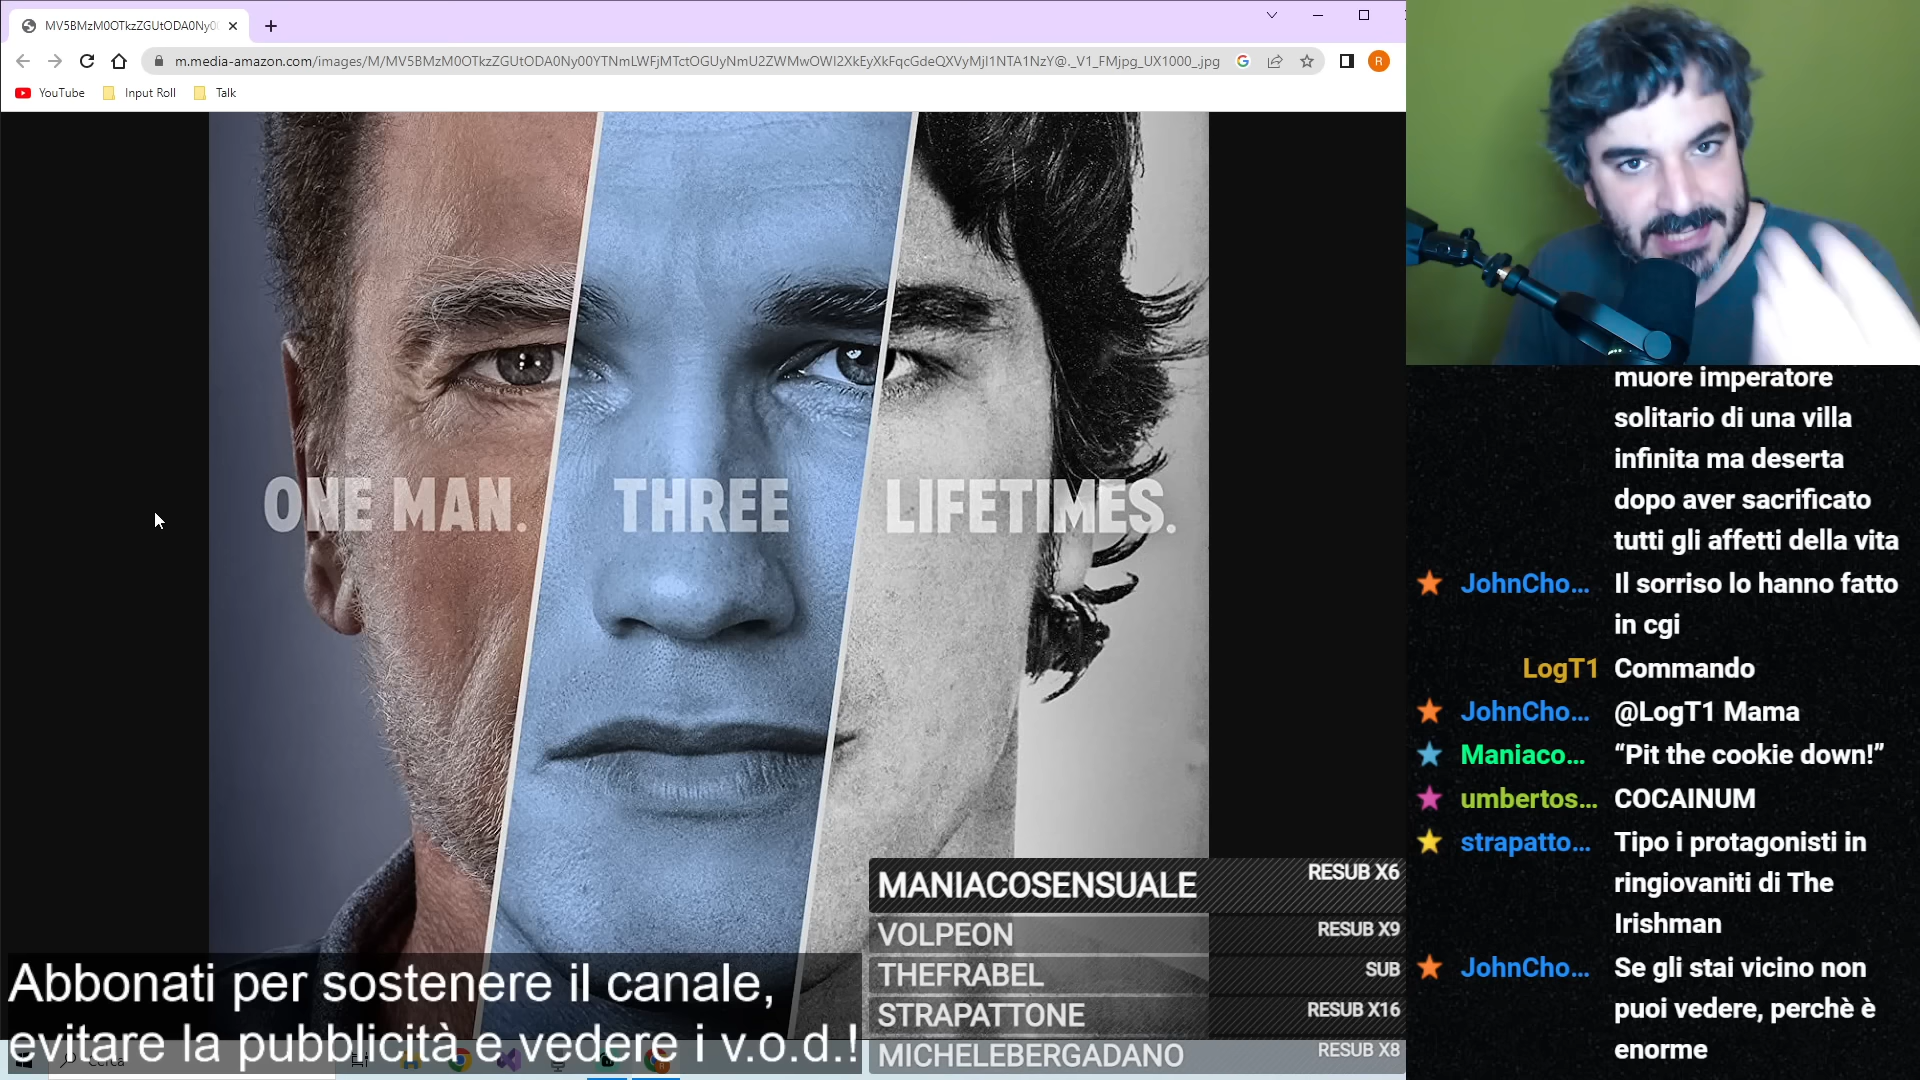 MV5BMzM0OTkzZGUtODA0Ny00
m.media-amazon.com/images/M/MV5BMzM0OTkzZGUtODA0Ny00YTNmLWFjMTctOGUyNmU2ZWMwOWI2XkEyXkFqcGdeQXVyMjI1NTA1NzY@._V1_FMjpg_UX1000_.jpg
R
YouTube
Input Roll
Talk
ONE MAN. THREE LIFETIMES.
muore imperatore
solitario di una villa
infinita ma deserta
dopo aver sacrificato
tutti gli affetti della vita
JohnCho... Il sorriso lo hanno fatto
in cgi
LogT1 Commando
JohnCho... @LogT1 Mama
Maniaco... “Pit the cookie down!”
umbertos... COCAINUM
strapatto... Tipo i protagonisti in
ringiovaniti di The
Irishman
JohnCho... Se gli stai vicino non
puoi vedere, perchè è
enorme
MANIACOSENSUALE RESUB X6
VOLPEON RESUB X9
THEFRABEL SUB
STRAPATTONE RESUB X16
MICHELEBERGADANO RESUB X8
Abbonati per sostenere il canale,
evitare la pubblicità e vedere i v.o.d.!
Cerca